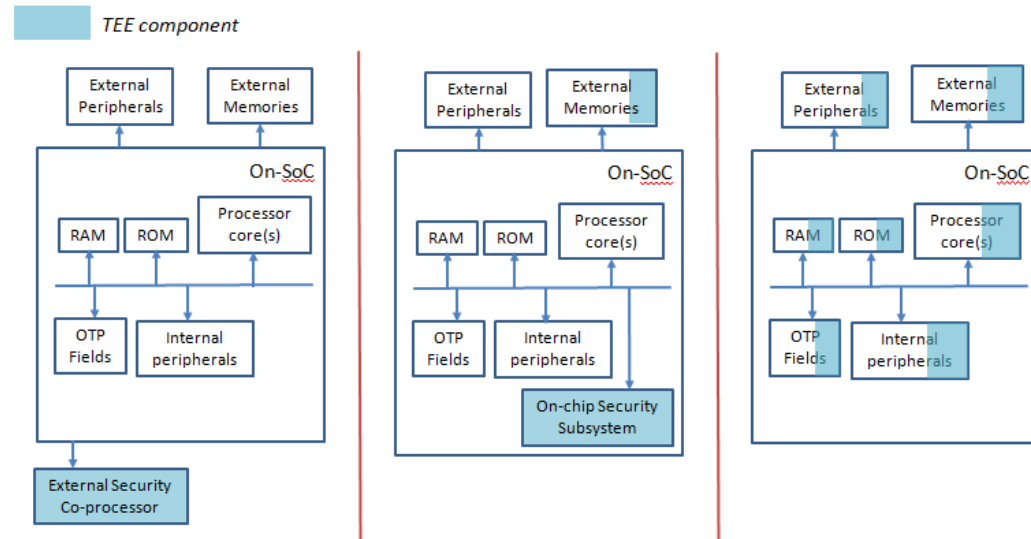 TEE component
External
Peripherals
External
Memories
On-SoC
RAM
ROM
Processor
core(s)
OTP
Fields
Internal
peripherals
External Security
Co-processor
External
Peripherals
External
Memories
On-SoC
RAM
ROM
Processor
core(s)
OTP
Fields
Internal
peripherals
On-chip Security
Subsystem
External
Peripherals
External
Memories
On-SoC
RAM
ROM
Processor
core(s)
OTP
Fields
Internal
peripherals